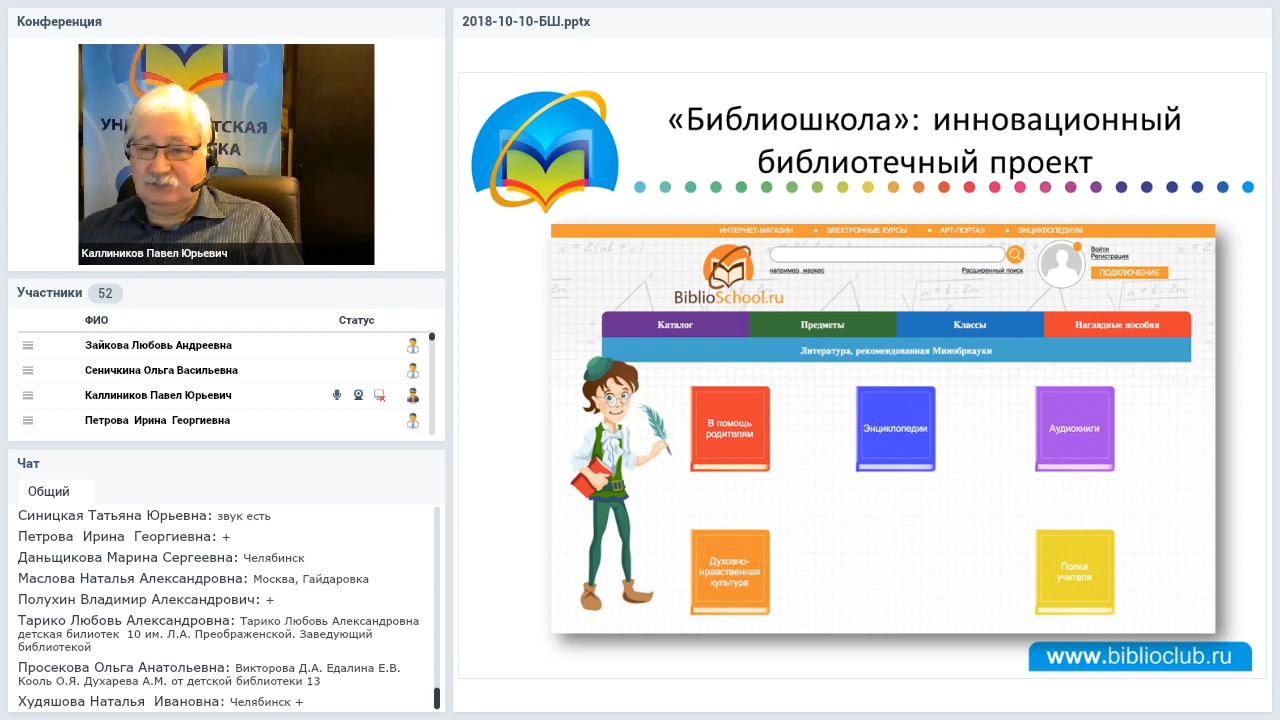 Конференция
УНИ
ТСКАЯ
КА
Каллиников Павел Юрьевич
Участники 52
ФИО Статус
Зайкова Любовь Андреевна
Сеничкина Ольга Васильевна
Каллиников Павел Юрьевич
Петрова Ирина Георгиевна
Чат
Общий
Синицкая Татьяна Юрьевна: звук есть
Петрова Ирина Георгиевна: +
Даньщикова Марина Сергеевна: Челябинск
Маслова Наталья Александровна: Москва, Гайдаровка
Полухин Владимир Александрович: +
Тарико Любовь Александровна: Тарико Любовь Александровна
детская билиотек 10 им. Л.А. Преображенской. Заведующий
библиотекой
Просекова Ольга Анатольевна: Викторова Д.А. Едалина Е.В.
Кооль О.Я. Духарева А.М. от детской библиотеки 13
Худяшова Наталья Ивановна: Челябинск +
2018-10-10-БШ.pptx
«Библиошкола»: инновационный
библиотечный проект
ИНТЕРНЕТ-МАГАЗИН • ЭЛЕКТРОННЫЕ КУРСЫ • АРТ-ПОРТАЛ • ЭНЦИКЛОПЕДИУМ
BiblioSchool.ru
например, маркес Расширенный поиск
Войти
Регистрация
ПОДКЛЮЧЕНИЕ
Каталог Предметы Классы Наглядные пособия
Литература, рекомендованная Минобрнауки
В помощь
родителям
Энциклопедии
Аудиокниги
Духовно-
нравственная
культура
Полка
учителя
www.biblioclub.ru